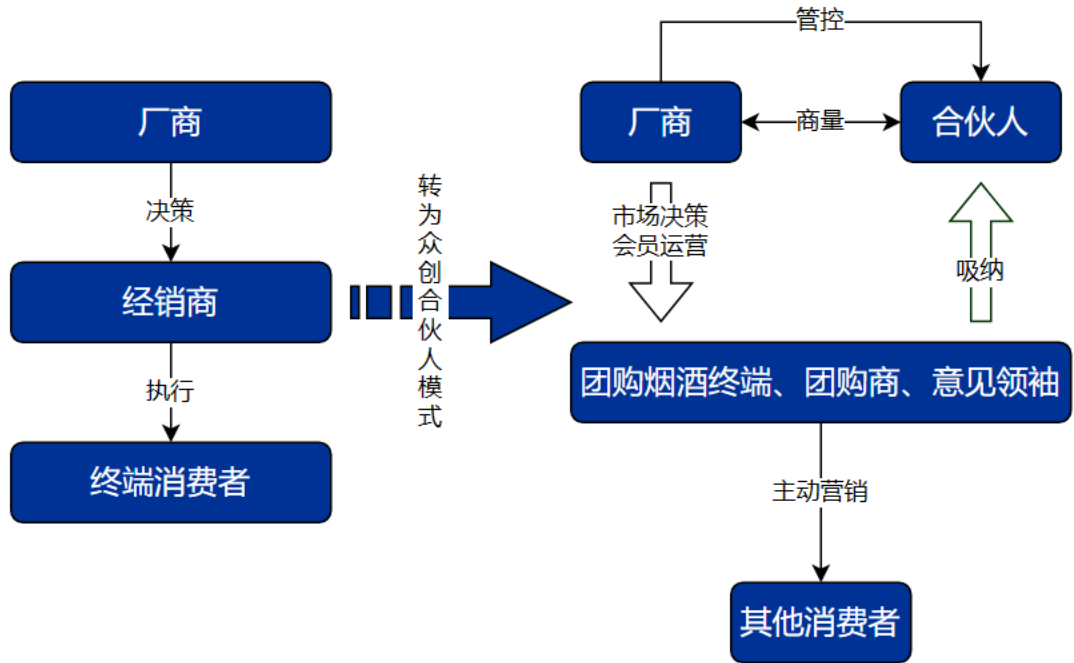 厂商
决策
经销商
执行
终端消费者
转为众创合伙人模式
管控
厂商
商量
合伙人
市场决策
会员运营
吸纳
团购烟酒终端、团购商、意见领袖
主动营销
其他消费者